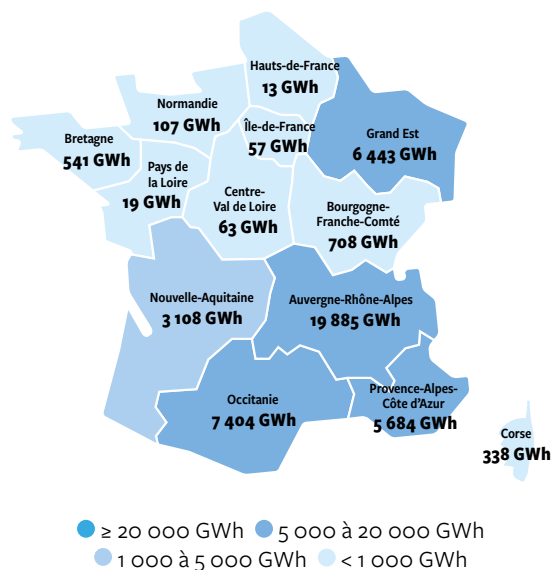 Hauts-de-France
13 GWh
Normandie
107 GWh
Île-de-France
57 GWh
Grand Est
6 443 GWh
Bretagne
541 GWh
Pays de
la Loire
19 GWh
Centre-
Val de Loire
63 GWh
Bourgogne-
Franche-Comté
708 GWh
Nouvelle-Aquitaine
3 108 GWh
Auvergne-Rhône-Alpes
19 885 GWh
Occitanie
7 404 GWh
Provence-Alpes-
Côte d'Azur
5 684 GWh
Corse
338 GWh
≥ 20 000 GWh 5 000 à 20 000 GWh
1 000 à 5 000 GWh < 1 000 GWh